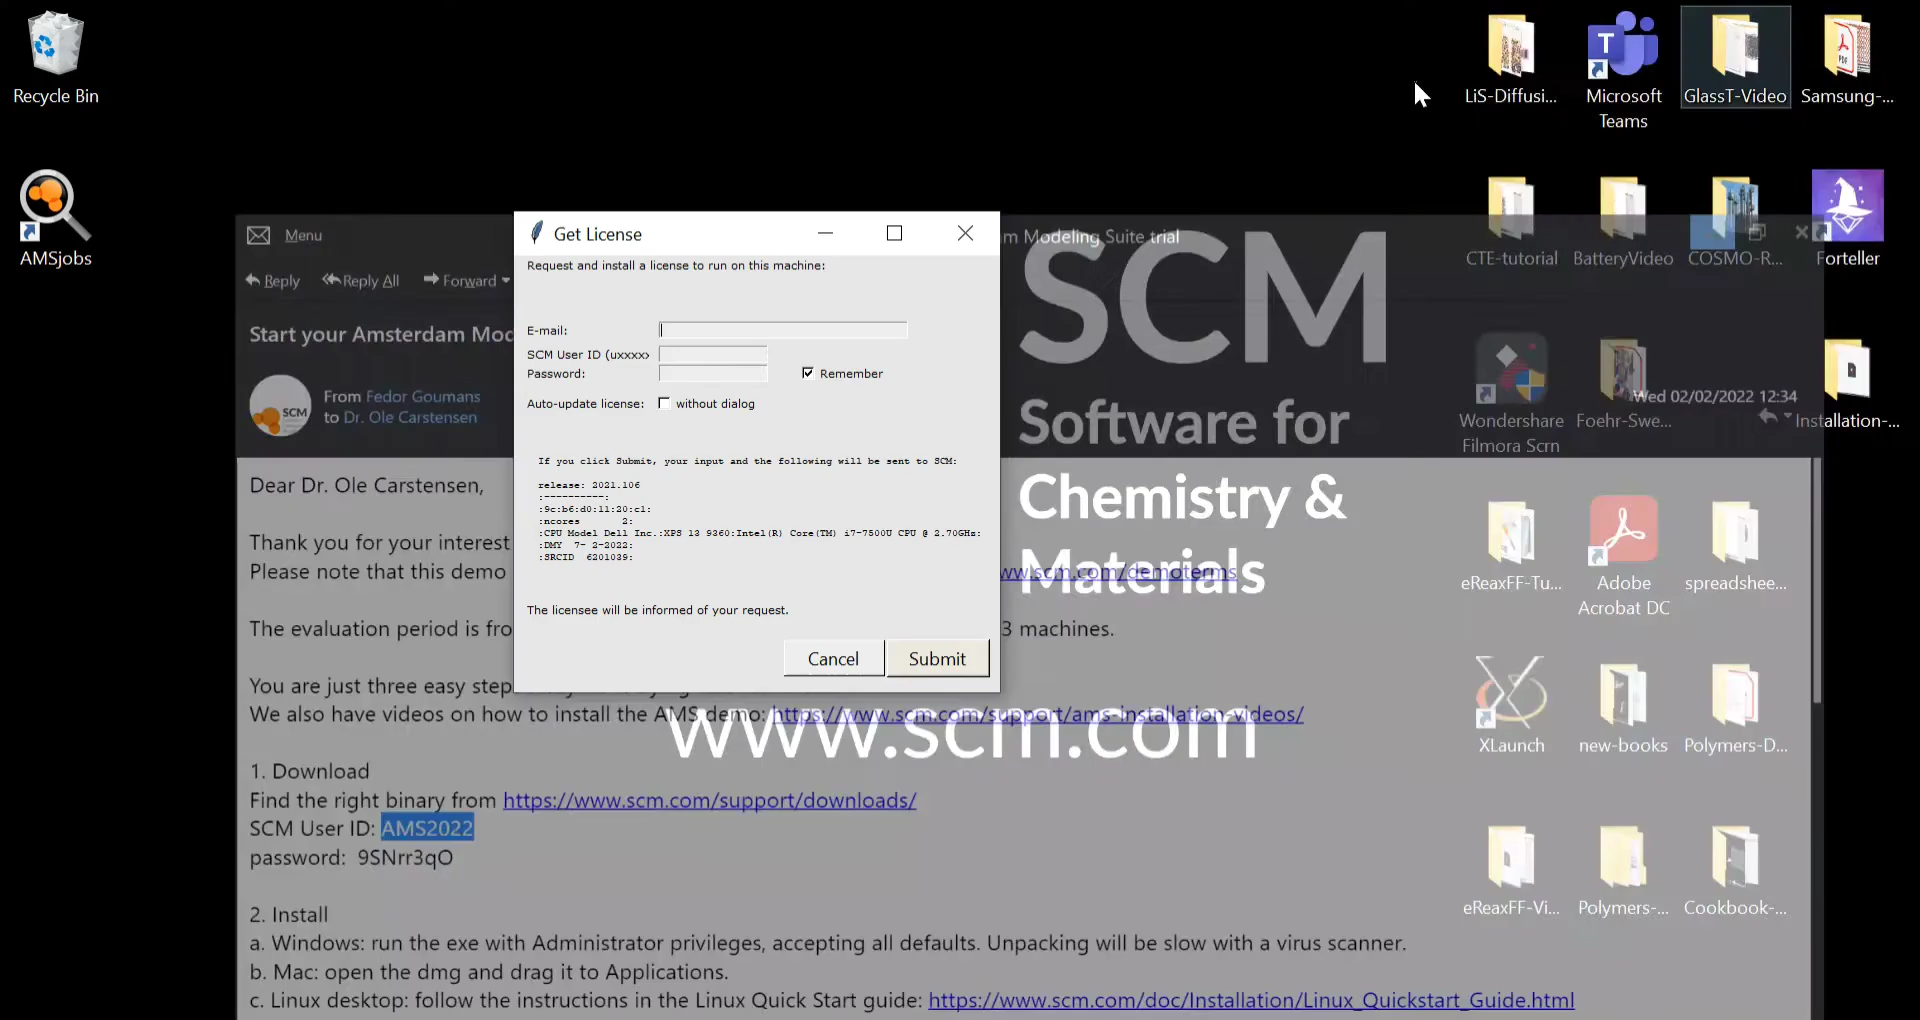 Recycle Bin
AMSjobs
LiS-Diffusi...
Microsoft
Teams
GlassT-Video
Samsung-...
CTE-tutorial
BatteryVideo
COSMO-R...
Forteller
Wondershare
Filmora Scrn
Foehr-Swe...
Installation-...
eReaxFF-Tu...
Adobe
Acrobat DC
spreadshee...
XLaunch
new-books
Polymers-D...
eReaxFF-Vi...
Polymers-...
Cookbook-...
Menu
m Modeling Suite trial
Reply
Reply All
Forward
Start your Amsterdam Mod
SCM
From Fedor Goumans
to Dr. Ole Carstensen
Wed 02/02/2022 12:34
Get License
Request and install a license to run on this machine:
E-mail:
SCM User ID (uxxxx
Password:
Remember
Auto-update license:
without dialog
If you click Submit, your input and the following will be sent to SCM:
release: 2021.106
:----------:
:9c:b6:d0:11:20:c1:
:ncores 2:
:CPU Model Dell Inc.:XPS 13 9360:Intel(R) Core(TM) i7-7500U CPU @ 2.70GHz:
:DMY 7- 2-2022:
:SRCID 6201039:
The licensee will be informed of your request.
Cancel
Submit
SCM
Software for
Chemistry &
Materials
www.scm.com
Dear Dr. Ole Carstensen,
Thank you for your interest
Please note that this demo
ww.scm.com/demoterms
The evaluation period is fro
3 machines.
You are just three easy step
We also have videos on how to install the AMS demo: https://www.scm.com/support/ams-installation-videos/
1. Download
Find the right binary from https://www.scm.com/support/downloads/
SCM User ID: AMS2022
password: 9SNrr3qO
2. Install
a. Windows: run the exe with Administrator privileges, accepting all defaults. Unpacking will be slow with a virus scanner.
b. Mac: open the dmg and drag it to Applications.
c. Linux desktop: follow the instructions in the Linux Quick Start guide: https://www.scm.com/doc/Installation/Linux_Quickstart_Guide.html